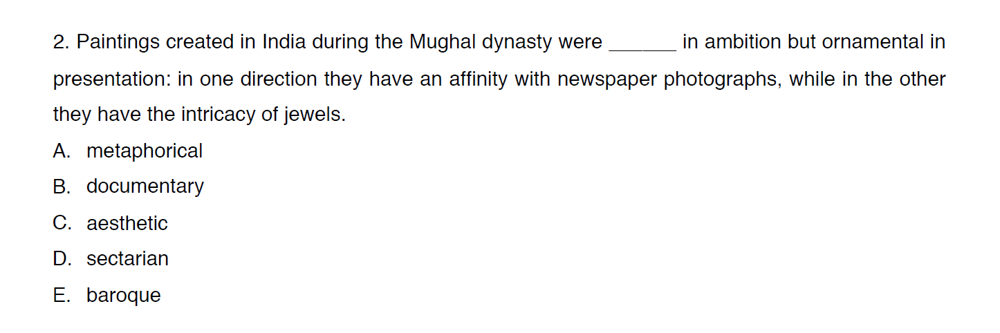 2. Paintings created in India during the Mughal dynasty were ______ in ambition but ornamental in
presentation: in one direction they have an affinity with newspaper photographs, while in the other
they have the intricacy of jewels.
A. metaphorical
B. documentary
C. aesthetic
D. sectarian
E. baroque